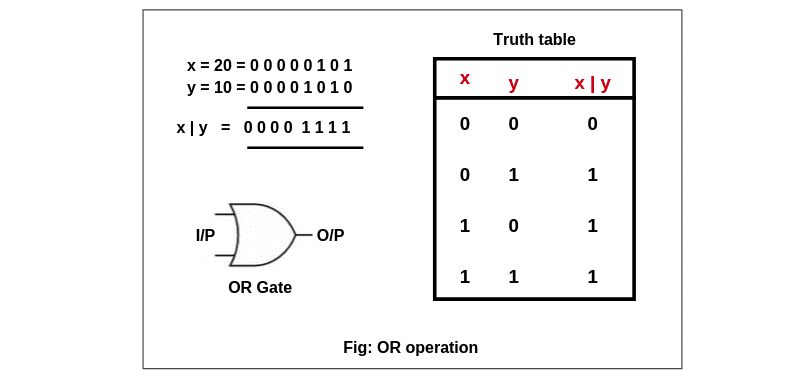 x = 20 = 0 0 0 0 0 1 0 1
y = 10 = 0 0 0 0 1 0 1 0
x | y = 0 0 0 0 1 1 1 1
I/P
O/P
OR Gate
Truth table
x y x | y
0 0 0
0 1 1
1 0 1
1 1 1
Fig: OR operation